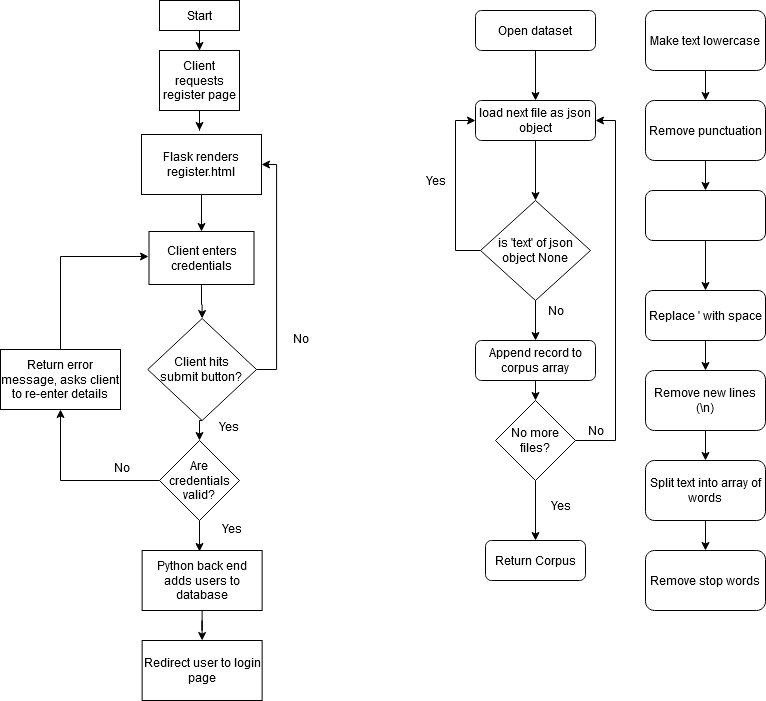 Start
Client
requests
register page
Flask renders
register.html
Client enters
credentials
Client hits
submit button?
No
Return error
message, asks client
to re-enter details
Yes
Are
credentials
valid?
No
Yes
Python back end
adds users to
database
Redirect user to login
page
Open dataset
load next file as json
object
Yes
is 'text' of json
object None
No
Append record to
corpus array
No more
files?
No
Yes
Return Corpus
Make text lowercase
Remove punctuation
Replace ' with space
Remove new lines
(\n)
Split text into array of
words
Remove stop words